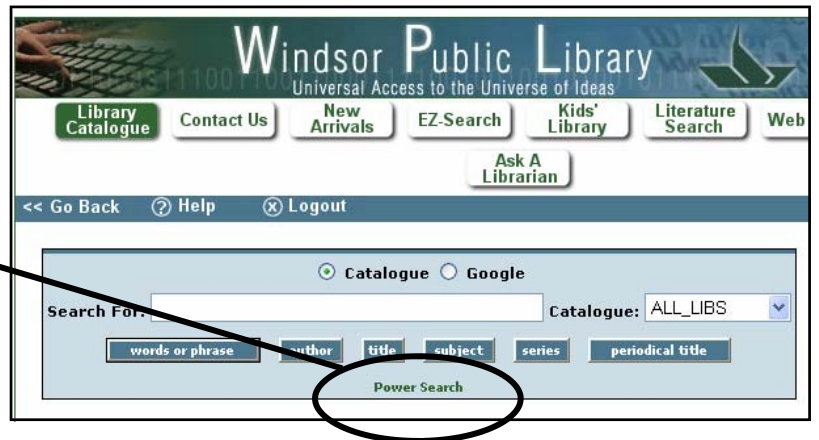 Windsor Public Library
Universal Access to the Universe of Ideas
Library Catalogue
Contact Us
New Arrivals
EZ-Search
Kids' Library
Literature Search
Web
Ask A Librarian
<< Go Back ? Help x Logout
Catalogue Google
Search For: Catalogue: ALL_LIBS
words or phrase author title subject series periodical title
Power Search